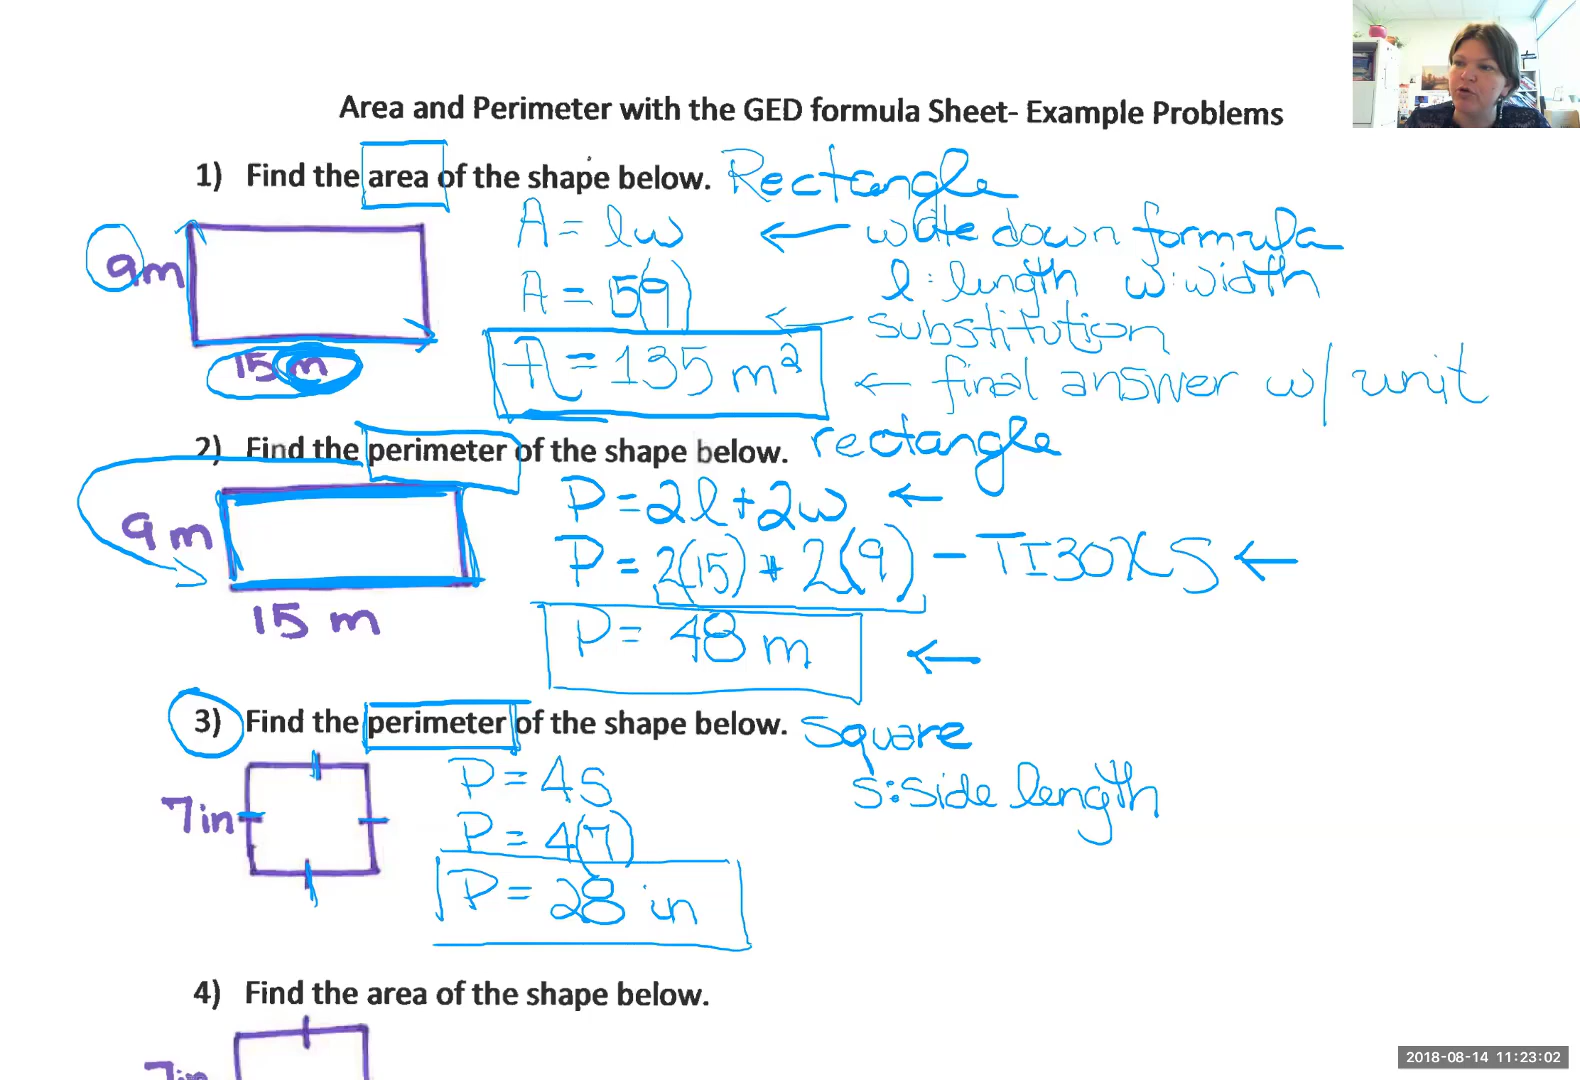 Area and Perimeter with the GED formula Sheet- Example Problems
1) Find the area of the shape below. Rectangle
9m
15 m
A = lw ← write down formula
l : length w : width
A = 5(9) ← substitution
A = 135 m² ← final answer w/ unit
2) Find the perimeter of the shape below. rectangle
9 m
15 m
P = 2l + 2w ←
P = 2(15) + 2(9) – TI30XS ←
P = 48 m ←
3) Find the perimeter of the shape below. square
s : side length
7in
P = 4s
P = 4(7)
P = 28 in
4) Find the area of the shape below.
7in
2018-08-14 11:23:02